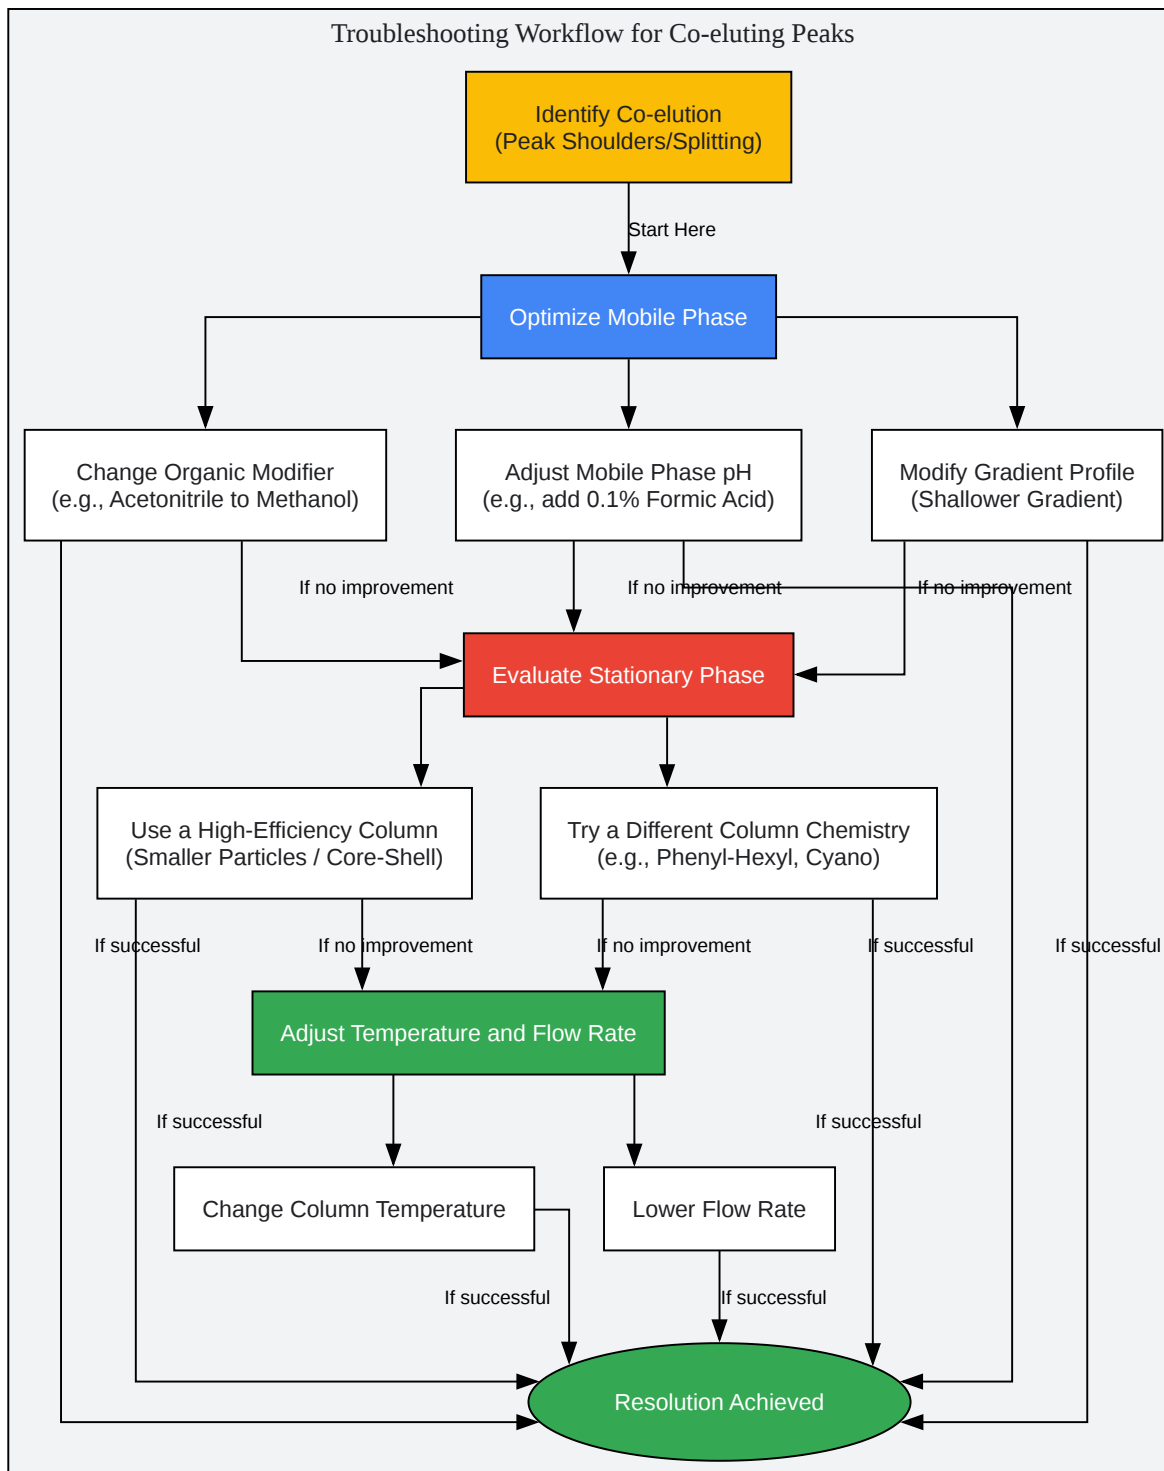 Troubleshooting Workflow for Co-eluting Peaks
Identify Co-elution
(Peak Shoulders/Splitting)
Start Here
Optimize Mobile Phase
Change Organic Modifier
(e.g., Acetonitrile to Methanol)
Adjust Mobile Phase pH
(e.g., add 0.1% Formic Acid)
Modify Gradient Profile
(Shallower Gradient)
If no improvement
If no improvement
If no improvement
Evaluate Stationary Phase
Use a High-Efficiency Column
(Smaller Particles / Core-Shell)
Try a Different Column Chemistry
(e.g., Phenyl-Hexyl, Cyano)
If successful
If no improvement
If no improvement
If successful
If successful
Adjust Temperature and Flow Rate
If successful
If successful
Change Column Temperature
Lower Flow Rate
If successful
If successful
Resolution Achieved